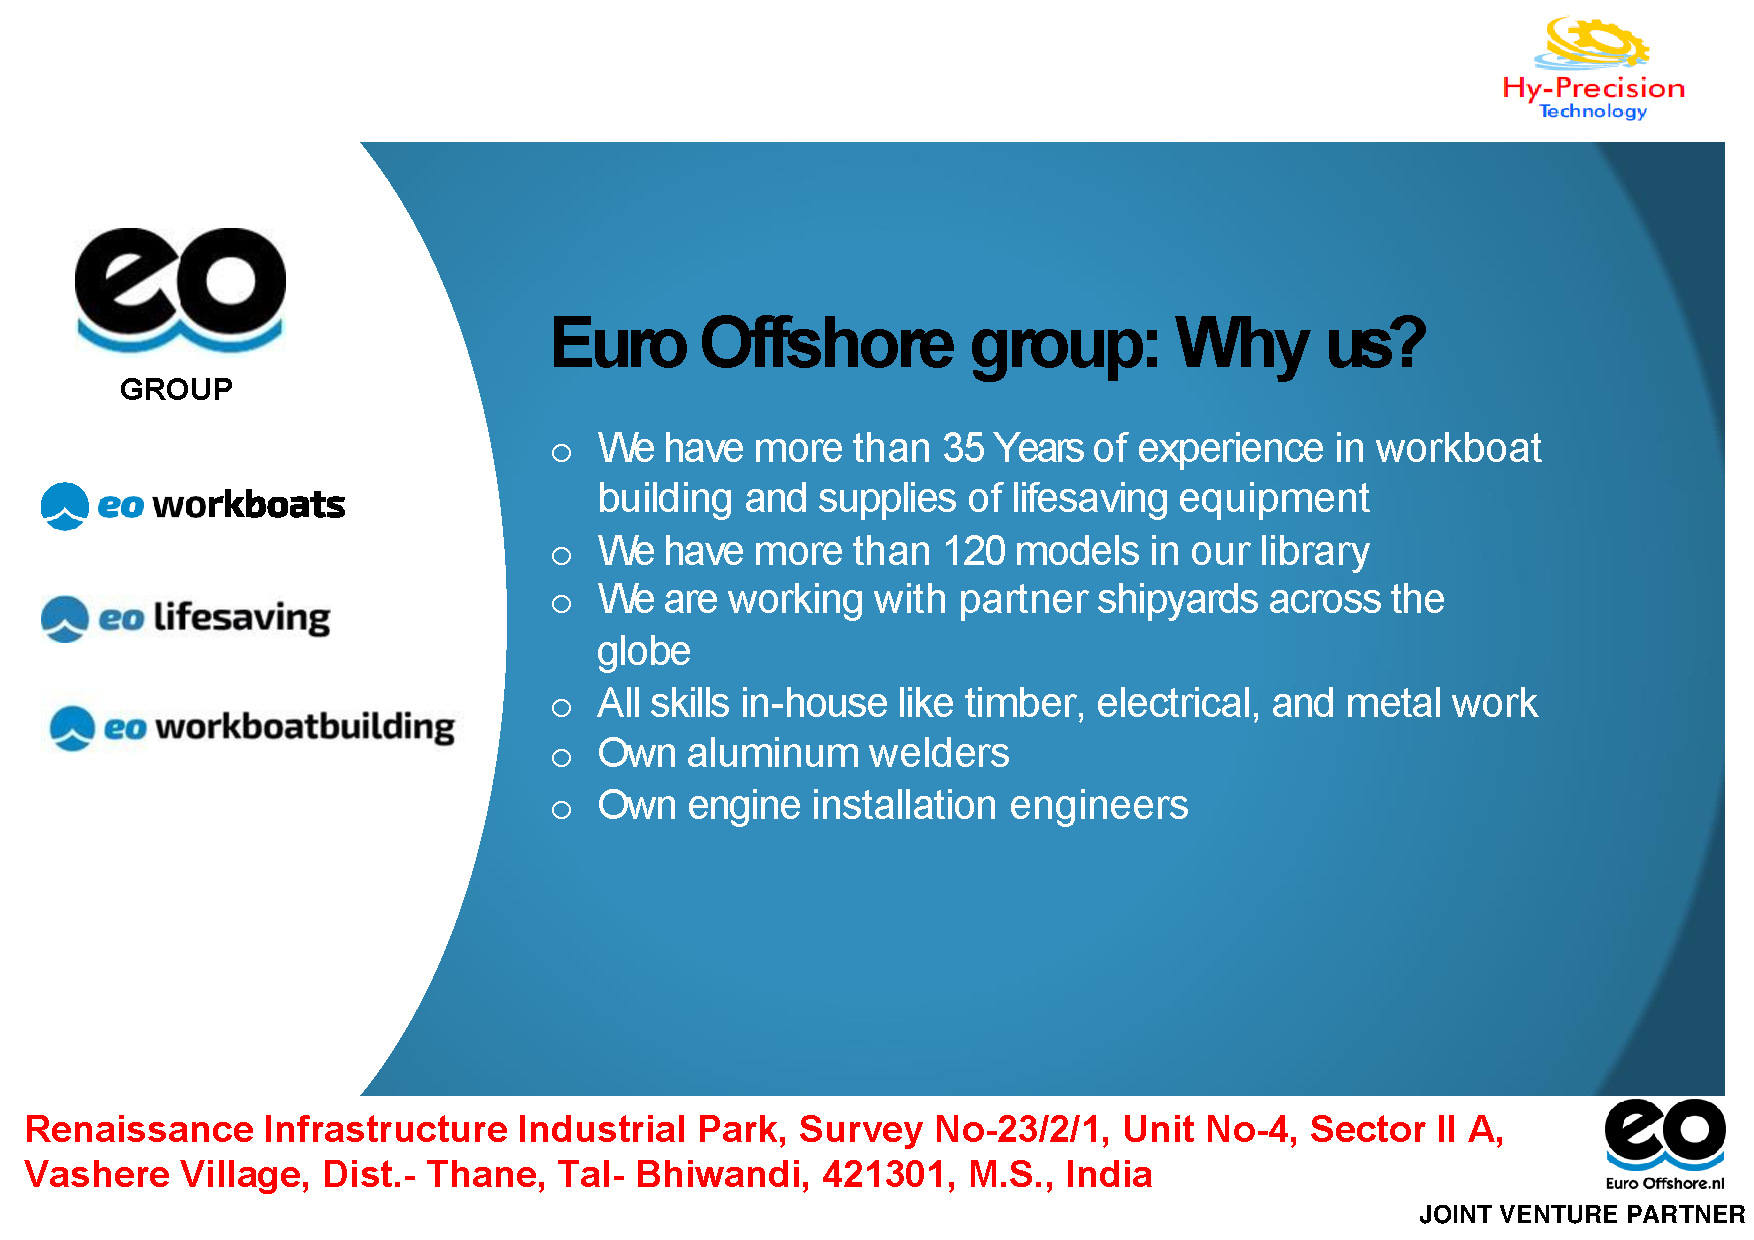 Hy-Precision
Technology
eo
GROUP
eo workboats
eo lifesaving
eo workboatbuilding
Euro Offshore group: Why us?
o We have more than 35 Years of experience in workboat
building and supplies of lifesaving equipment
o We have more than 120 models in our library
o We are working with partner shipyards across the
globe
o All skills in-house like timber, electrical, and metal work
o Own aluminum welders
o Own engine installation engineers
Renaissance Infrastructure Industrial Park, Survey No-23/2/1, Unit No-4, Sector II A,
Vashere Village, Dist.- Thane, Tal- Bhiwandi, 421301, M.S., India
eo
Euro Offshore.nl
JOINT VENTURE PARTNER